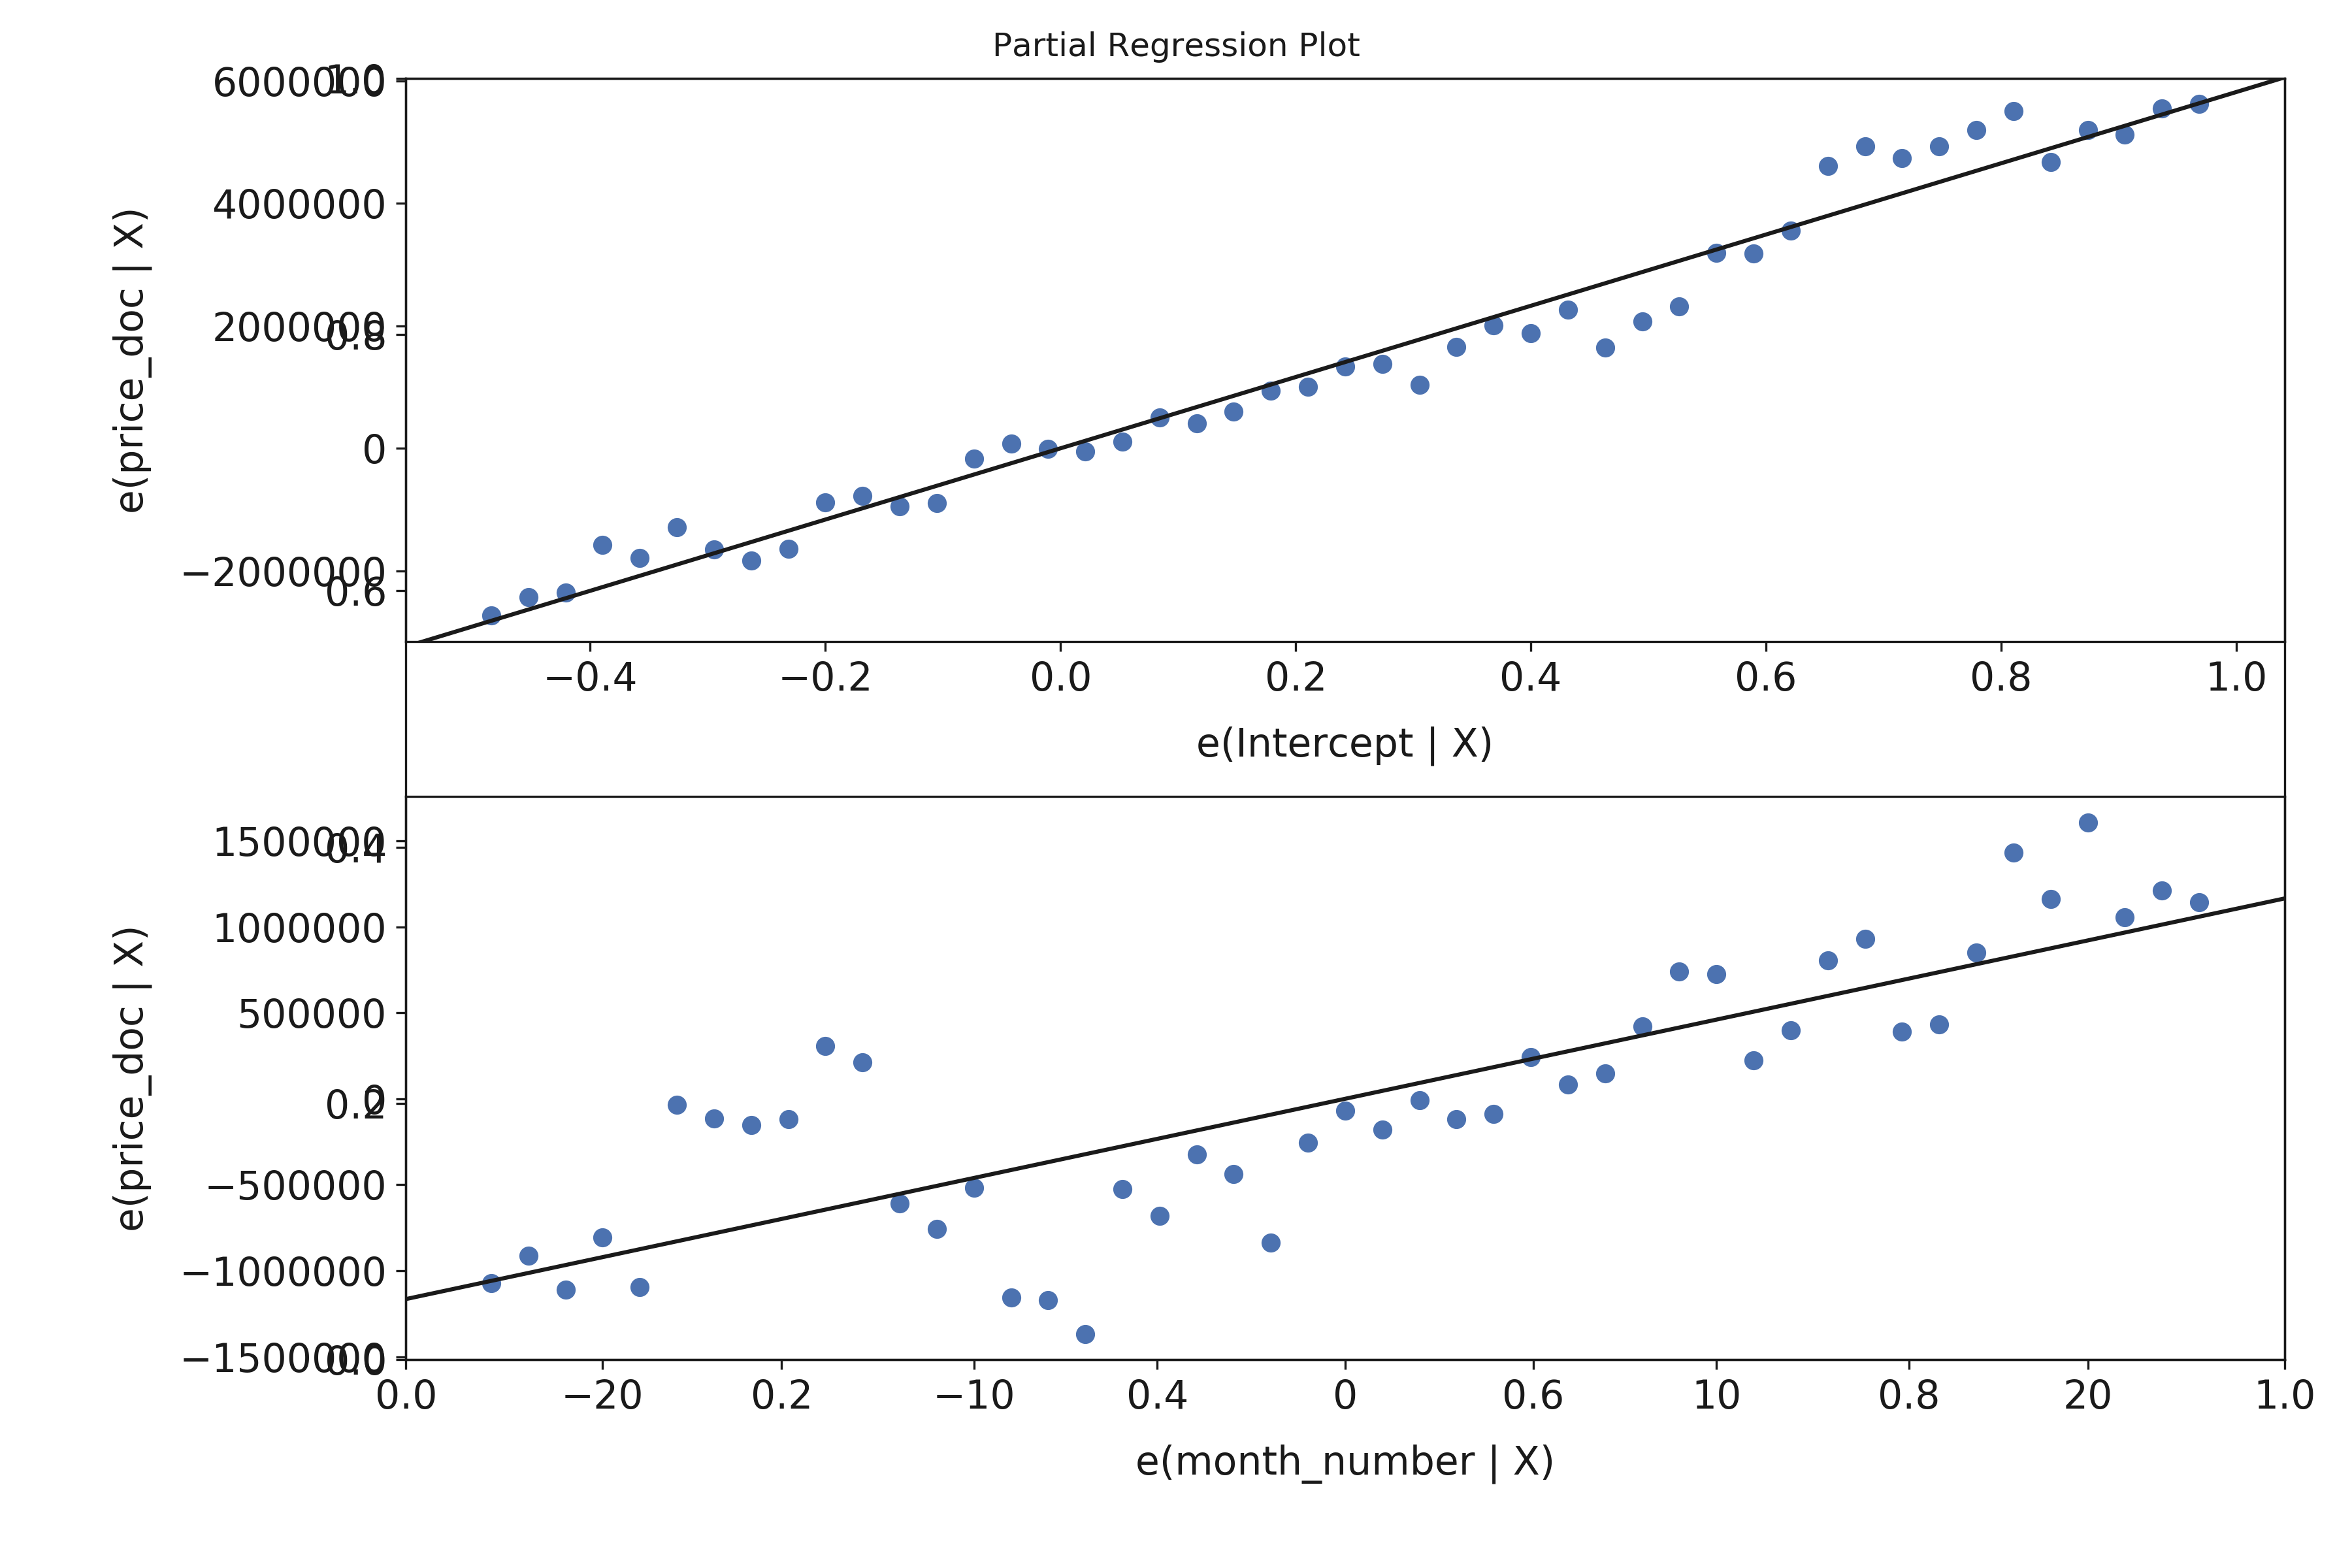 Partial Regression Plot
6000000
1.0
4000000
2000000
0.8
0
−2000000
0.6
e(price_doc | X)
−0.4 −0.2 0.0 0.2 0.4 0.6 0.8 1.0
e(Intercept | X)
1500000
0.4
1000000
500000
0
0.2
−500000
−1000000
−1500000
0.0
e(price_doc | X)
0.0 −20 0.2 −10 0.4 0 0.6 10 0.8 20 1.0
e(month_number | X)